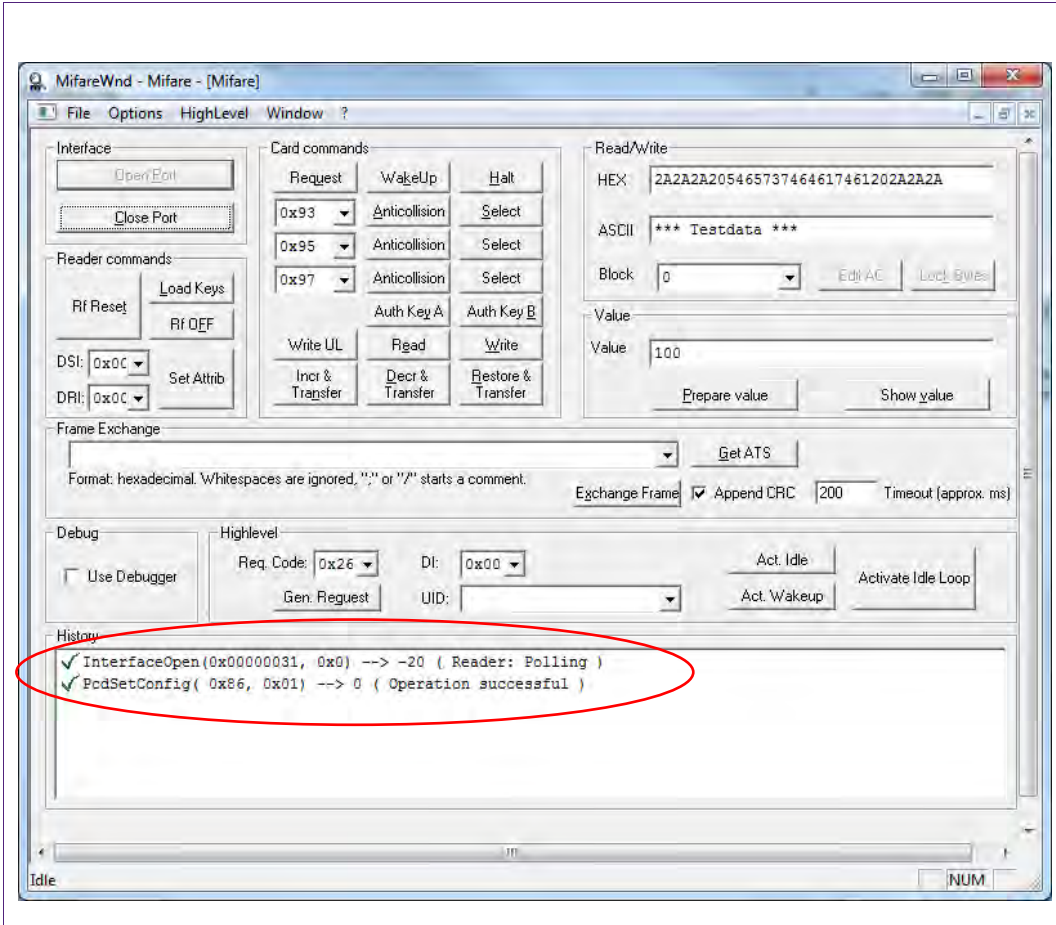 MifareWnd - Mifare - [Mifare]
File Options HighLevel Window ?
Interface
Open Port
Close Port
Reader commands
Rf Reset
Load Keys
Rf OFF
DSI: 0x0C
Set Attrib
DRI: 0x0C
Card commands
Request WakeUp Halt
0x93 Anticollision Select
0x95 Anticollision Select
0x97 Anticollision Select
Auth Key A Auth Key B
Write UL Read Write
Incr & Transfer Decr & Transfer Restore & Transfer
Read/Write
HEX 2A2A2A205465737464617461202A2A2A
ASCII *** Testdata ***
Block 0 Edit AC Lock Bytes
Value
Value 100
Prepare value Show value
Frame Exchange
Get ATS
Format: hexadecimal. Whitespaces are ignored, ";" or "/" starts a comment.
Exchange Frame Append CRC 200 Timeout (approx. ms)
Debug
Use Debugger
Highlevel
Req. Code: 0x26 DI: 0x00 Act. Idle
Gen. Reguest UID: Act. Wakeup
Activate Idle Loop
History
InterfaceOpen(0x00000031, 0x0) --> -20 ( Reader: Polling )
PcdSetConfig( 0x86, 0x01) --> 0 ( Operation successful )
Idle NUM